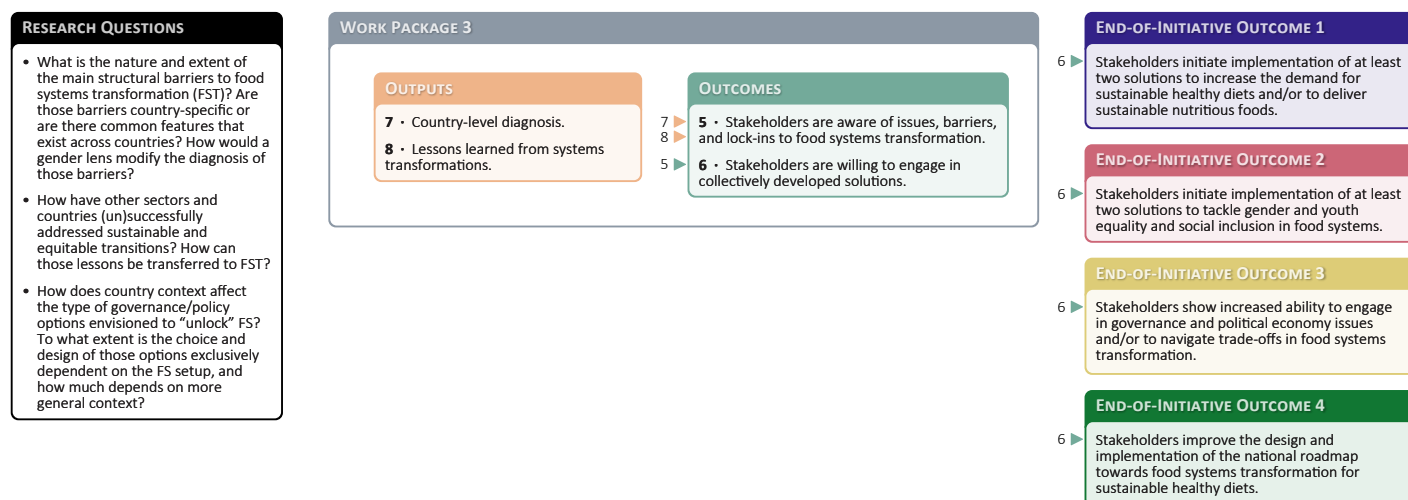 RESEARCH QUESTIONS
• What is the nature and extent of
the main structural barriers to food
systems transformation (FST)? Are
those barriers country-specific or
are there common features that
exist across countries? How would a
gender lens modify the diagnosis of
those barriers?
• How have other sectors and
countries (un)successfully
addressed sustainable and
equitable transitions? How can
those lessons be transferred to FST?
• How does country context affect
the type of governance/policy
options envisioned to “unlock” FS?
To what extent is the choice and
design of those options exclusively
dependent on the FS setup, and
how much depends on more
general context?
WORK PACKAGE 3
OUTPUTS
7 · Country-level diagnosis.
8 · Lessons learned from systems
transformations.
OUTCOMES
7
8
5 · Stakeholders are aware of issues, barriers,
and lock-ins to food systems transformation.
5
6 · Stakeholders are willing to engage in
collectively developed solutions.
END-OF-INITIATIVE OUTCOME 1
6
Stakeholders initiate implementation of at least
two solutions to increase the demand for
sustainable healthy diets and/or to deliver
sustainable nutritious foods.
END-OF-INITIATIVE OUTCOME 2
6
Stakeholders initiate implementation of at least
two solutions to tackle gender and youth
equality and social inclusion in food systems.
END-OF-INITIATIVE OUTCOME 3
6
Stakeholders show increased ability to engage
in governance and political economy issues
and/or to navigate trade-offs in food systems
transformation.
END-OF-INITIATIVE OUTCOME 4
6
Stakeholders improve the design and
implementation of the national roadmap
towards food systems transformation for
sustainable healthy diets.